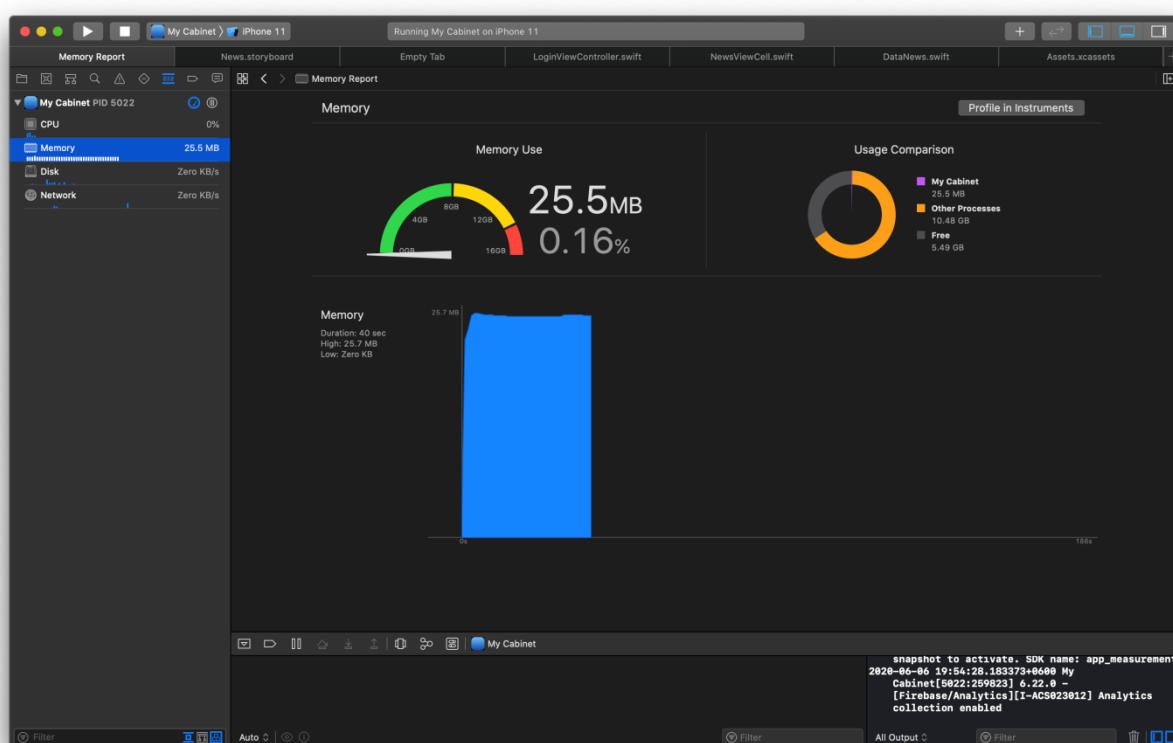 My Cabinet 〉 iPhone 11
Running My Cabinet on iPhone 11
Memory Report
News.storyboard
Empty Tab
LoginViewController.swift
NewsViewCell.swift
DataNews.swift
Assets.xcassets
Memory Report
My Cabinet PID 5022
CPU 0%
Memory 25.5 MB
Disk Zero KB/s
Network Zero KB/s
Memory
Profile in Instruments
Memory Use
0GB
4GB
8GB
12GB
16GB
25.5MB
0.16%
Usage Comparison
My Cabinet
25.5 MB
Other Processes
10.48 GB
Free
5.49 GB
Memory
Duration: 40 sec
High: 25.7 MB
Low: Zero KB
25.7 MB
0s
188s
My Cabinet
snapshot to activate. SDK name: app_measurement
2020-06-06 19:54:28.183373+0600 My
Cabinet[5022:259823] 6.22.0 -
[Firebase/Analytics][I-ACS023012] Analytics
collection enabled
Filter
Auto
Filter
All Output
Filter